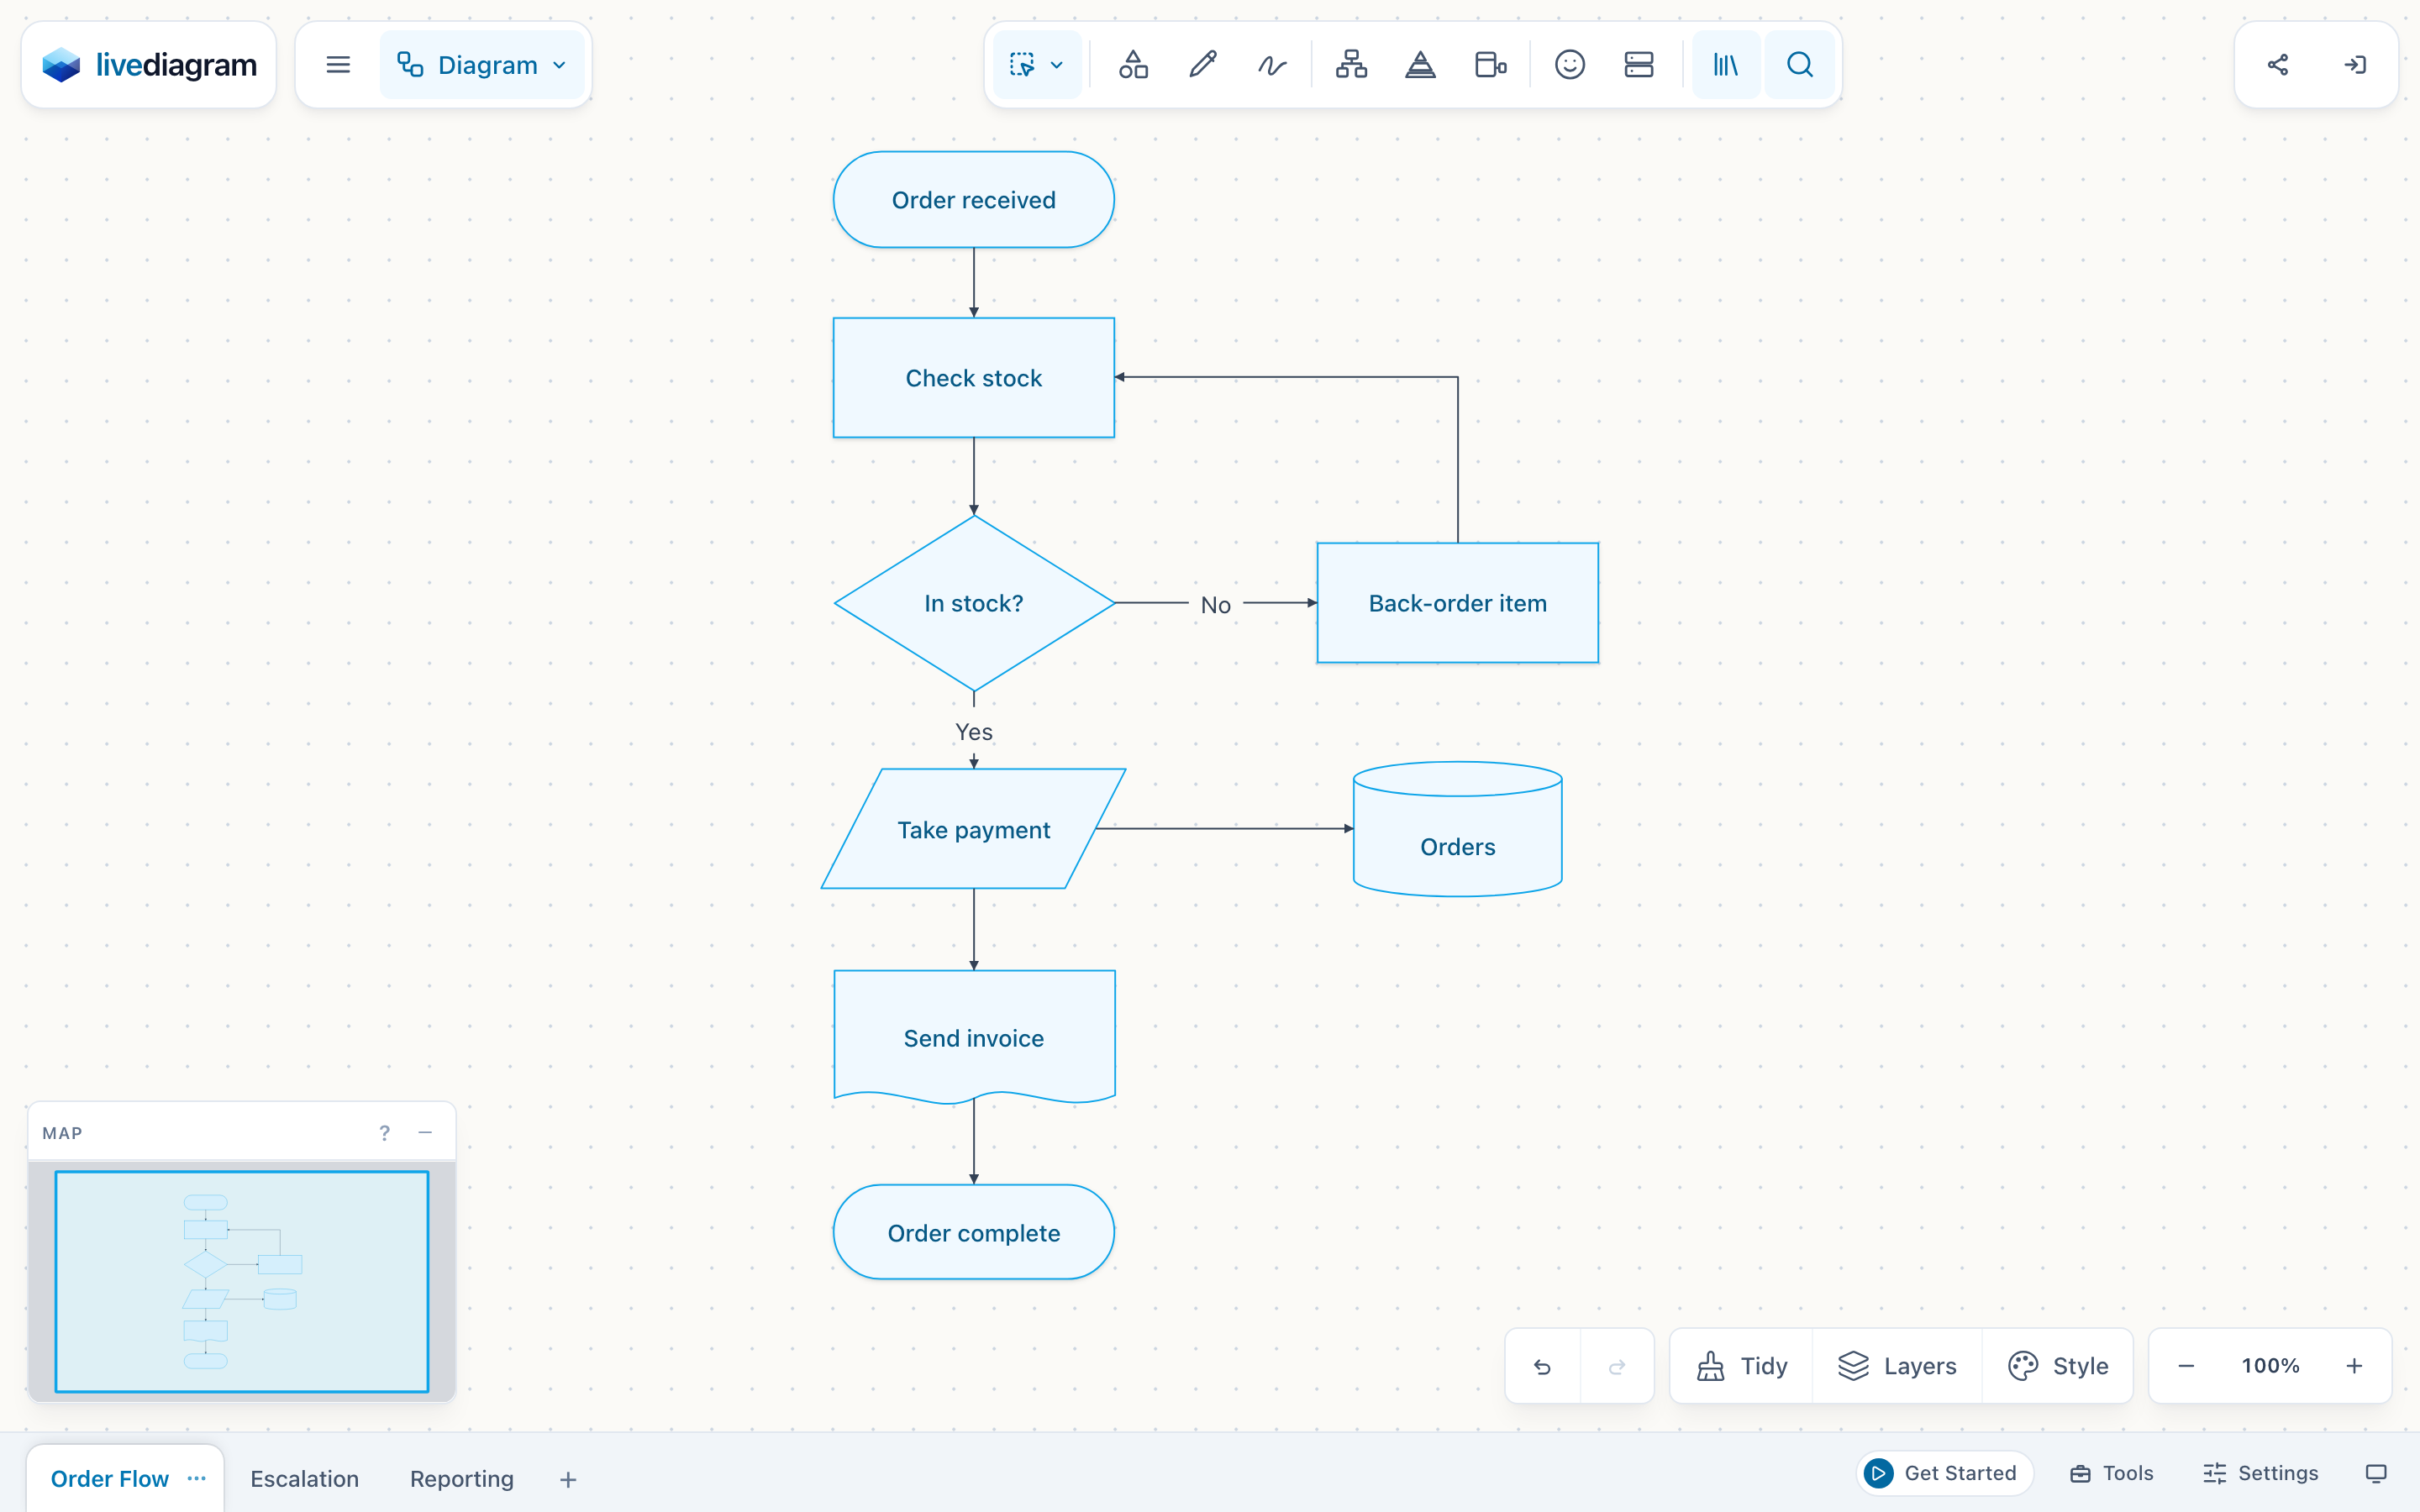 livediagram
Diagram
Order received
Check stock
In stock?
No
Back-order item
Yes
Take payment
Orders
Send invoice
Order complete
MAP
?
Tidy
Layers
Style
100%
Order Flow
Escalation
Reporting
Get Started
Tools
Settings